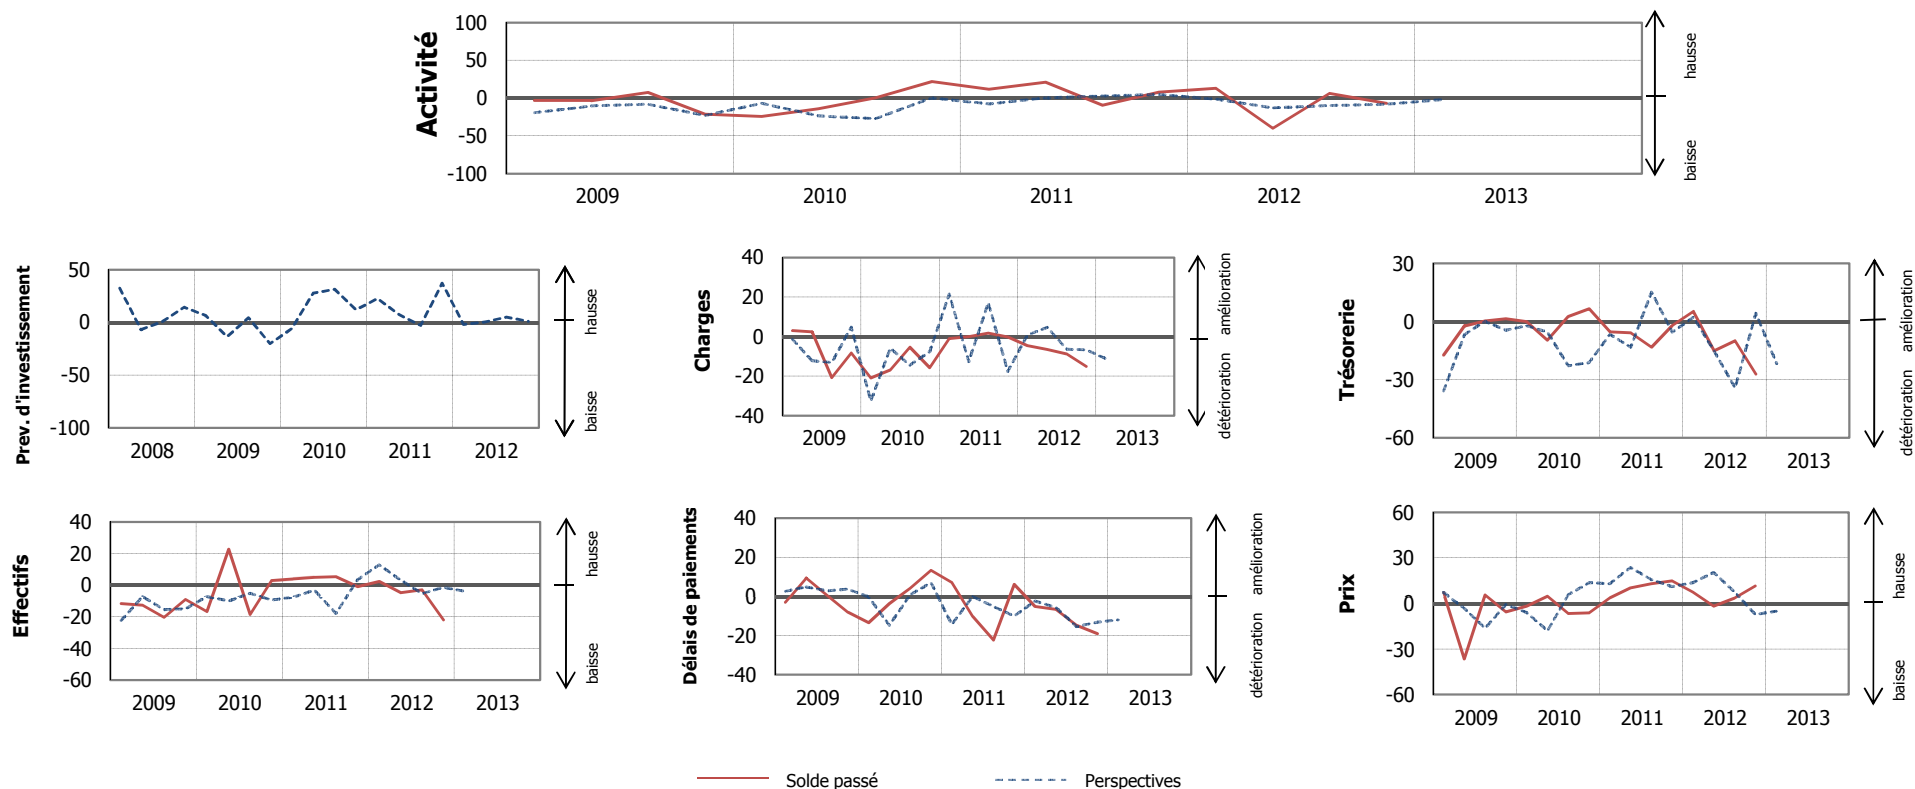 Activité
100
50
0
-50
-100
2009 2010 2011 2012 2013
hausse
baisse
Prev. d'investissement
50
0
-50
-100
2008 2009 2010 2011 2012
hausse
baisse
Charges
40
20
0
-20
-40
2009 2010 2011 2012 2013
amélioration
détérioration
Trésorerie
30
0
-30
-60
2009 2010 2011 2012 2013
amélioration
détérioration
Effectifs
40
20
0
-20
-40
-60
2009 2010 2011 2012 2013
hausse
baisse
Délais de paiements
40
20
0
-20
-40
2009 2010 2011 2012 2013
amélioration
détérioration
Prix
60
30
0
-30
-60
2009 2010 2011 2012 2013
hausse
baisse
Solde passé Perspectives